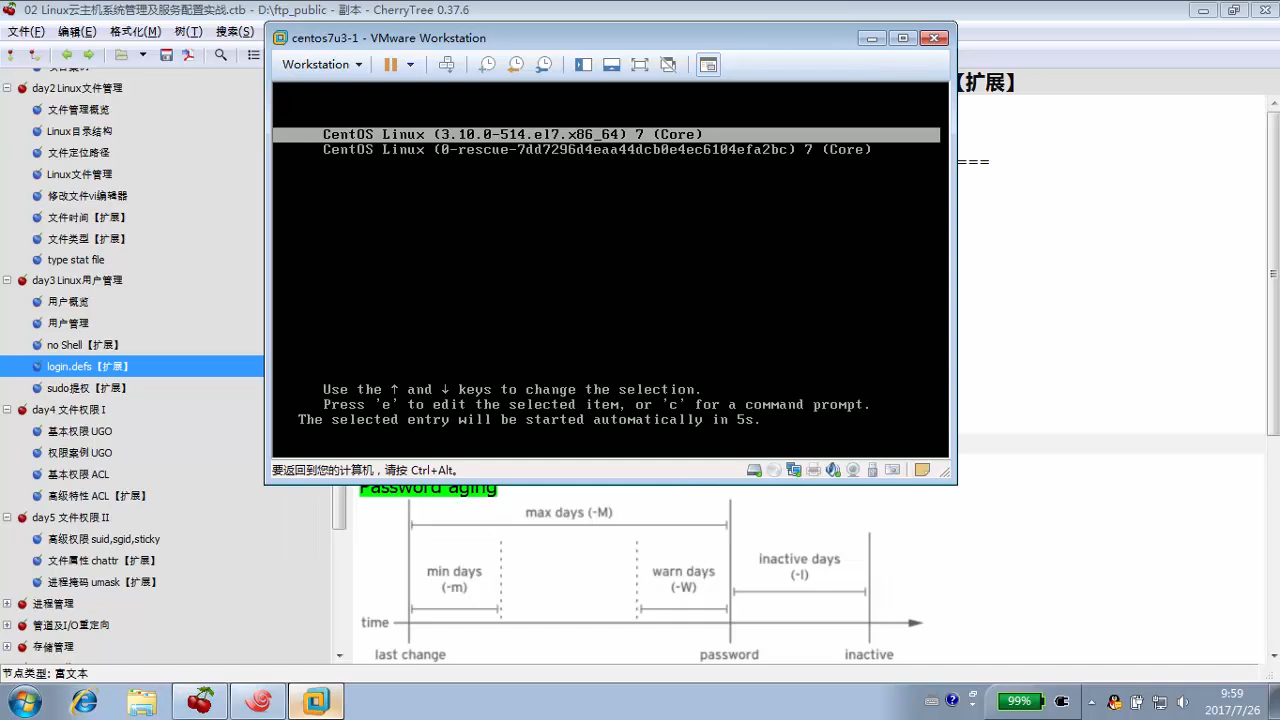 02 Linux云主机系统管理及服务配置实战.ctb - D:\ftp_public - 副本 - CherryTree 0.37.6
文件(F) 编辑(E) 格式化(M) 树(T) 搜索(S)
day2 Linux文件管理
文件管理概览
Linux目录结构
文件定位路径
Linux文件管理
修改文件vi编辑器
文件时间【扩展】
文件类型【扩展】
type stat file
day3 Linux用户管理
用户概览
用户管理
no Shell【扩展】
login.defs【扩展】
sudo提权【扩展】
day4 文件权限 I
基本权限 UGO
权限案例 UGO
基本权限 ACL
高级特性 ACL【扩展】
day5 文件权限 II
高级权限 suid,sgid,sticky
文件属性 chattr【扩展】
进程掩码 umask【扩展】
进程管理
管道及I/O重定向
存储管理
节点类型: 富文本
centos7u3-1 - VMware Workstation
Workstation
CentOS Linux (3.10.0-514.el7.x86_64) 7 (Core)
CentOS Linux (0-rescue-7dd7296d4eaa44dcb0e4ec6104efa2bc) 7 (Core)
Use the ↑ and ↓ keys to change the selection.
Press 'e' to edit the selected item, or 'c' for a command prompt.
The selected entry will be started automatically in 5s.
要返回到您的计算机，请按 Ctrl+Alt。
【扩展】
===
Password aging
max days (-M)
min days
(-m)
warn days
(-W)
inactive days
(-I)
time
last change
password
inactive
99%
9:59
2017/7/26